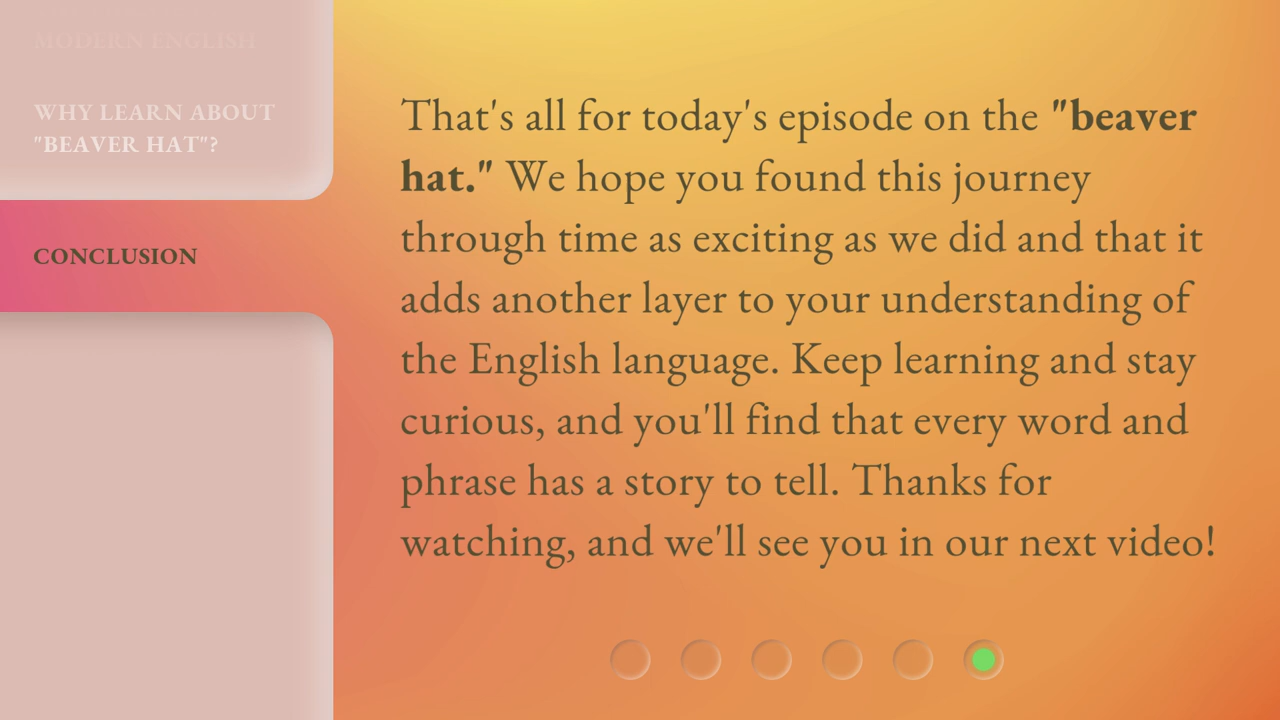 MODERN ENGLISH
WHY LEARN ABOUT
"BEAVER HAT"?
CONCLUSION
That's all for today's episode on the "beaver
hat." We hope you found this journey
through time as exciting as we did and that it
adds another layer to your understanding of
the English language. Keep learning and stay
curious, and you'll find that every word and
phrase has a story to tell. Thanks for
watching, and we'll see you in our next video!